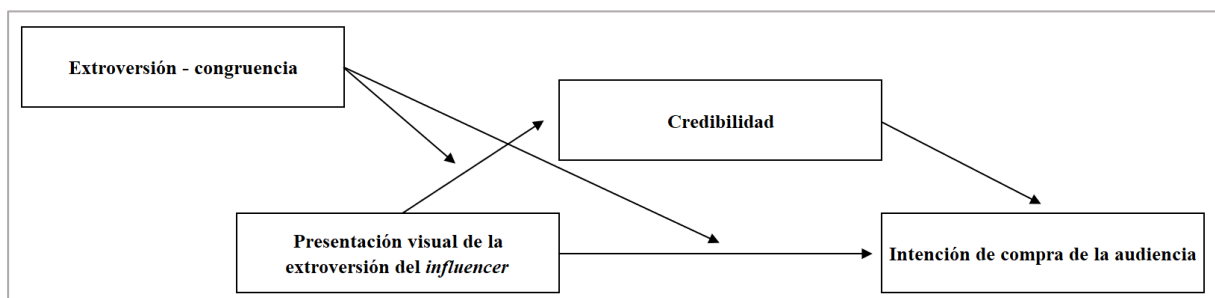 Extroversión - congruencia
Credibilidad
Presentación visual de la
extroversión del influencer
Intención de compra de la audiencia